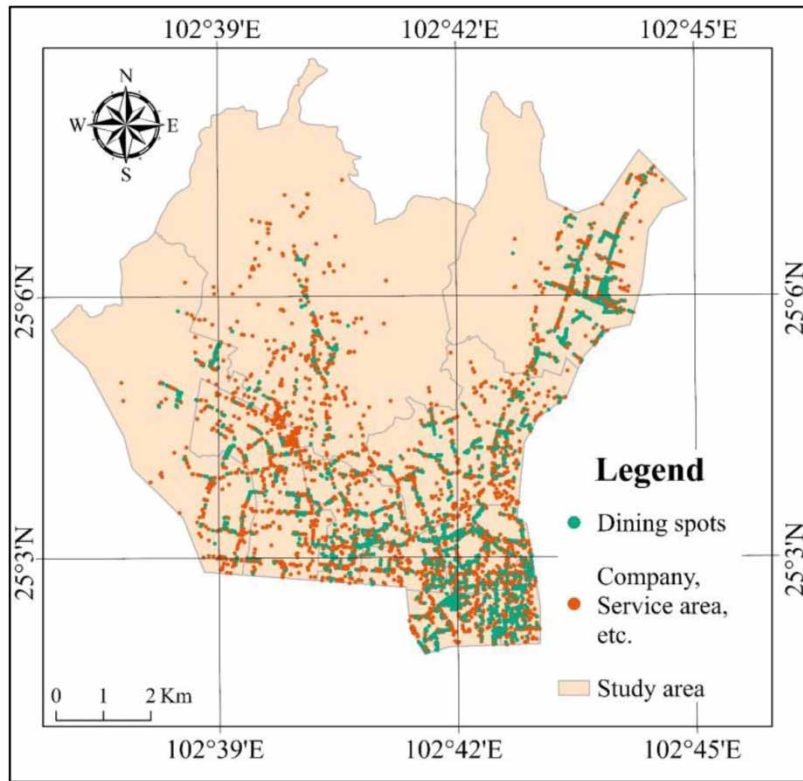 102°39'E 102°42'E 102°45'E
N
W E
S
25°6'N 25°6'N
Legend
Dining spots
25°3'N 25°3'N
Company,
Service area,
etc.
Study area
0 1 2 Km
102°39'E 102°42'E 102°45'E